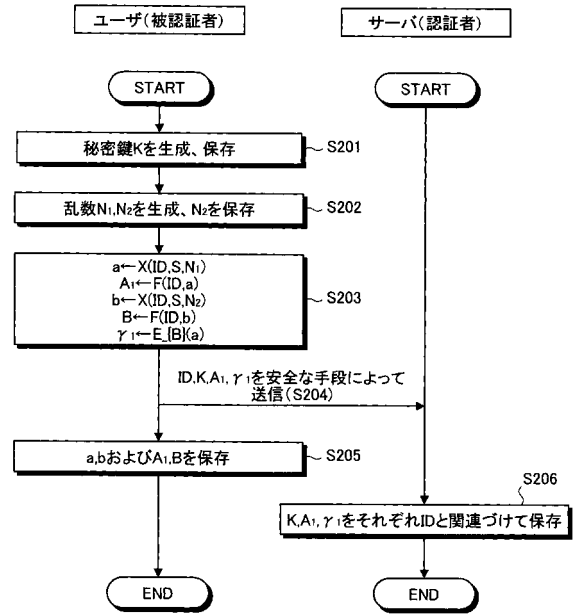 ユーザ(被認証者)
サーバ(認証者)
START
START
秘密鍵Kを生成、保存
S201
乱数N₁,N₂を生成、N₂を保存
S202
a←X(ID,S,N₁)
A₁←F(ID,a)
b←X(ID,S,N₂)
B←F(ID,b)
γ₁←E_{B}(a)
S203
ID,K,A₁,γ₁を安全な手段によって
送信(S204)
a,bおよびA₁,Bを保存
S205
S206
K,A₁,γ₁をそれぞれIDと関連づけて保存
END
END